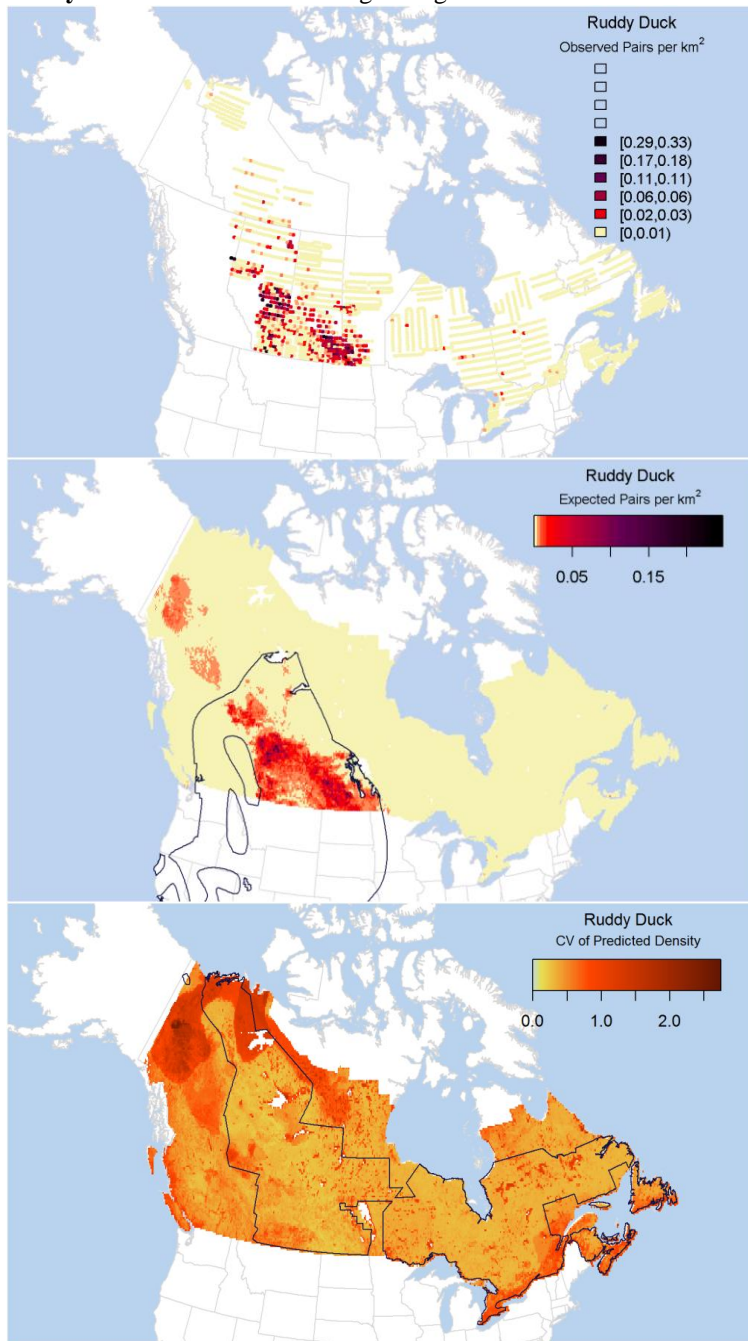 Ruddy Duck
Observed Pairs per km²
[0.29,0.33)
[0.17,0.18)
[0.11,0.11)
[0.06,0.06)
[0.02,0.03)
[0,0.01)
Ruddy Duck
Expected Pairs per km²
0.05 0.15
Ruddy Duck
CV of Predicted Density
0.0 1.0 2.0